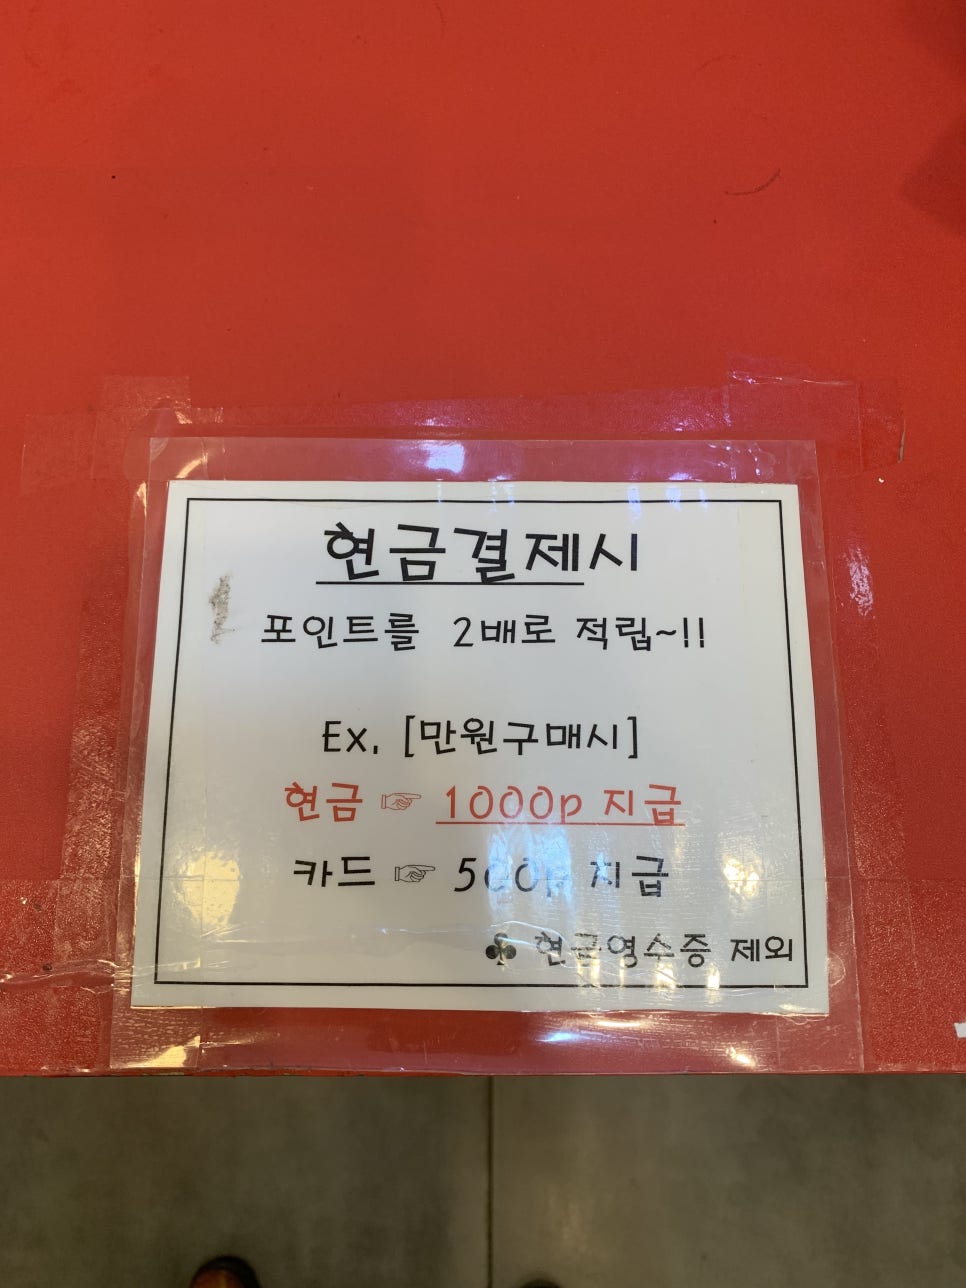 현금결제시
포인트를 2배로 적립~!!
Ex. [만원구매시]
현금 ☞ 1000p 지급
카드 ☞ 500p 지급
♣ 현금영수증 제외